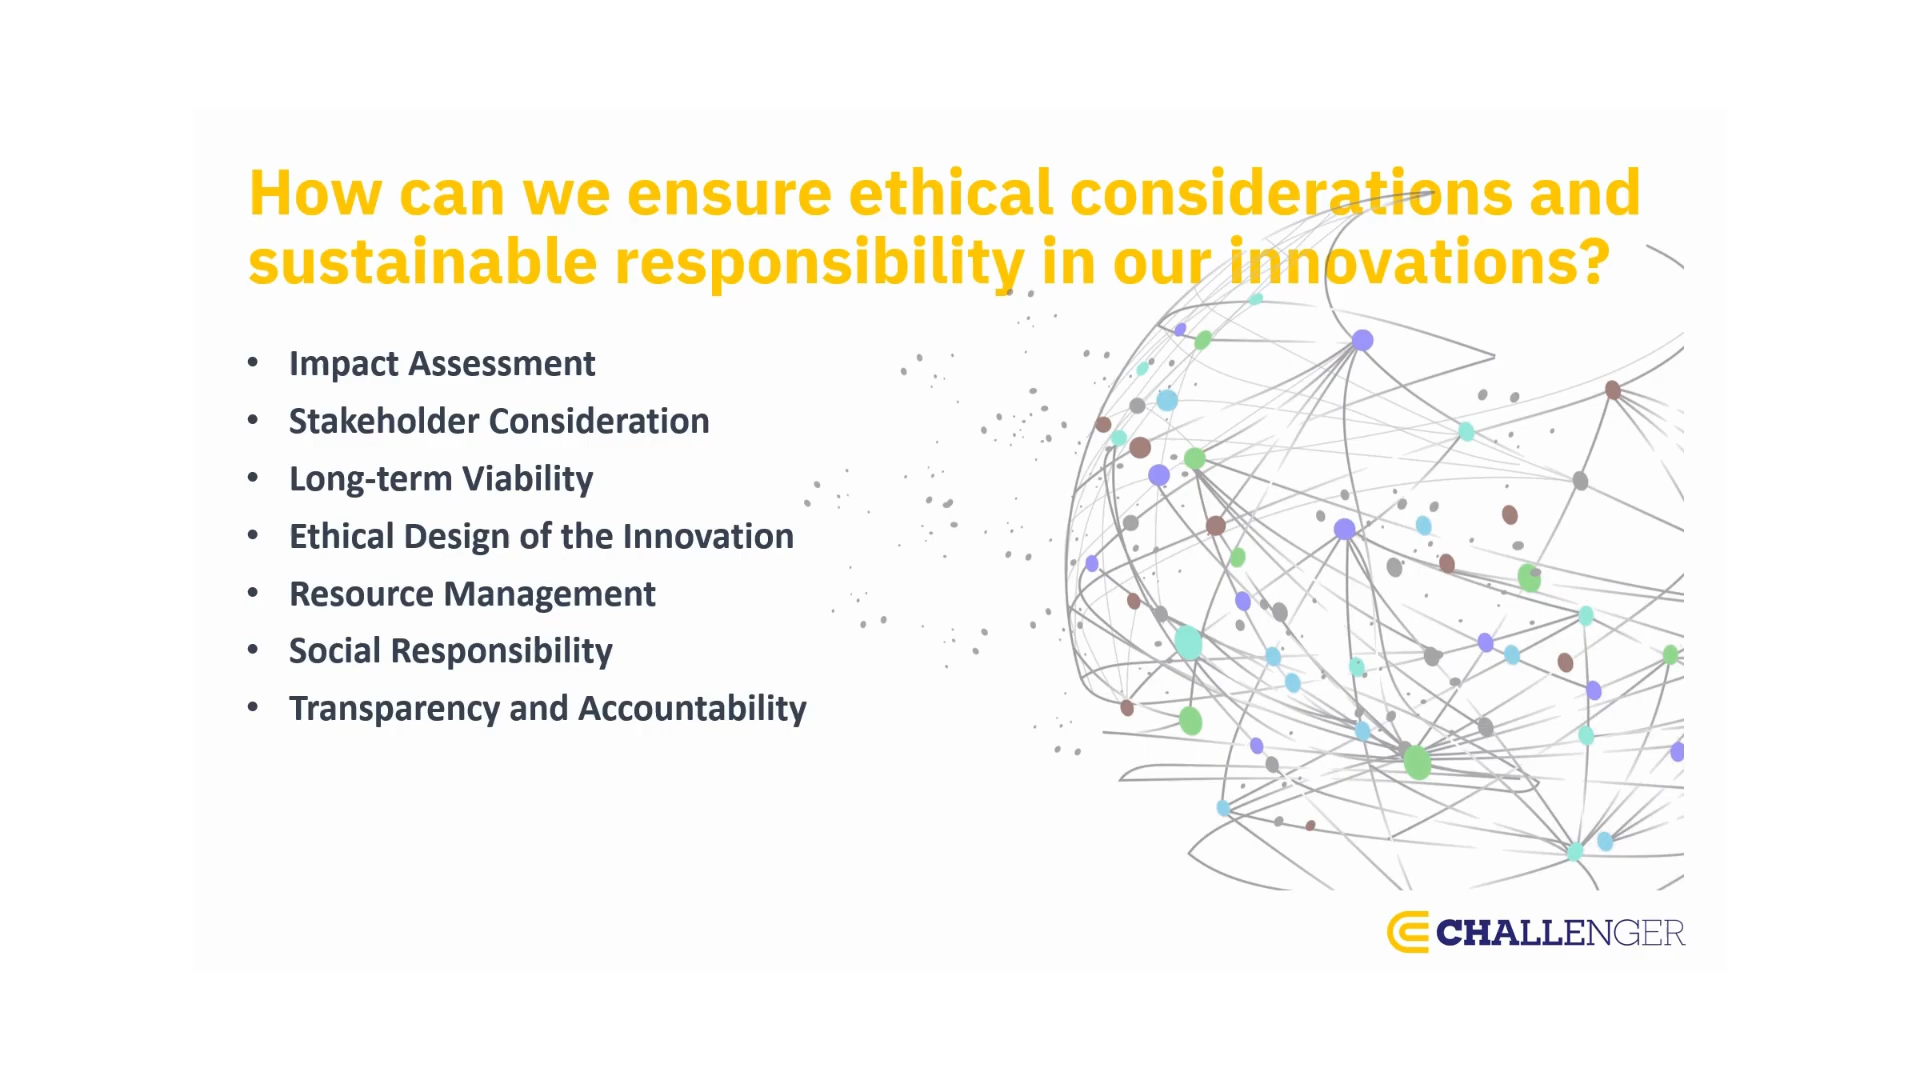 How can we ensure ethical considerations and
sustainable responsibility in our innovations?
• Impact Assessment
• Stakeholder Consideration
• Long-term Viability
• Ethical Design of the Innovation
• Resource Management
• Social Responsibility
• Transparency and Accountability
CHALLENGER